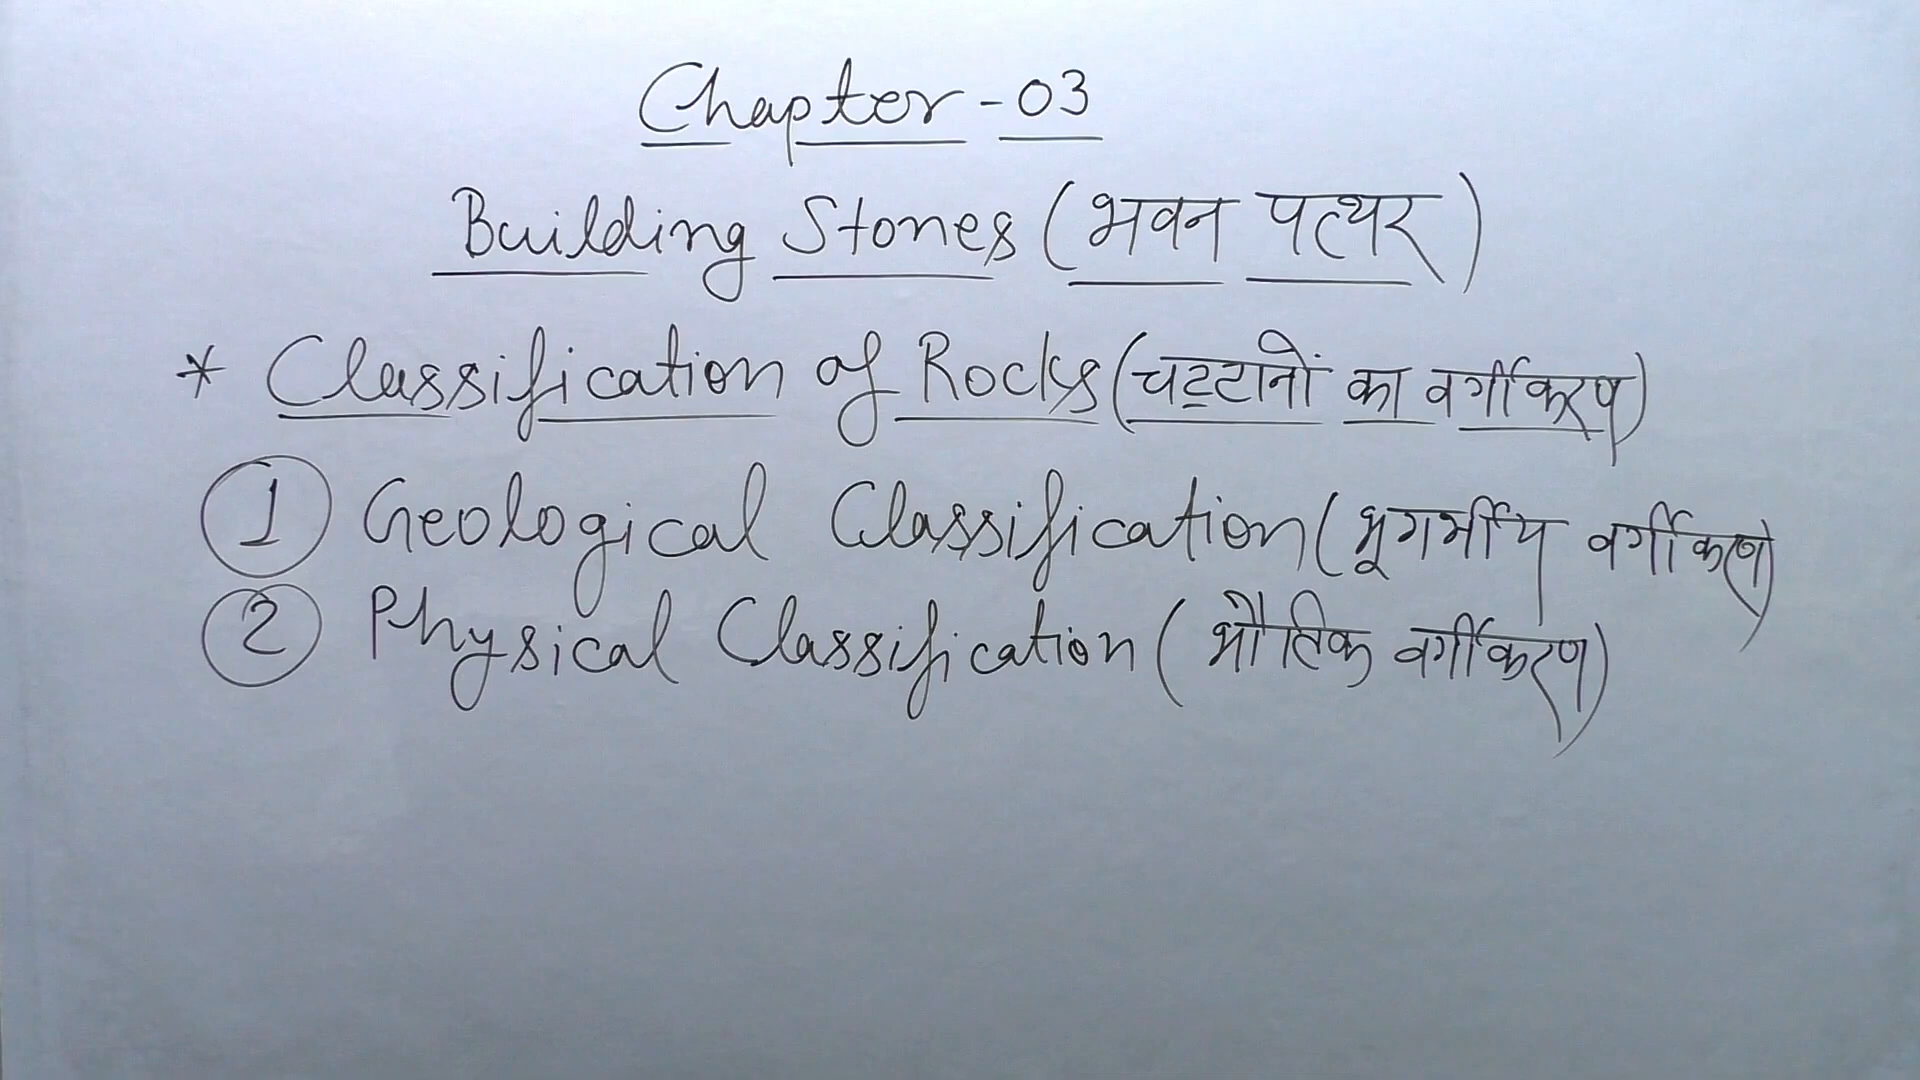 Chapter-03
Building Stones (भवन पत्थर)
* Classification of Rocks (चट्टानों का वर्गीकरण)
1 Geological Classification (भूगर्भीय वर्गीकरण)
2 Physical Classification (भौतिक वर्गीकरण)